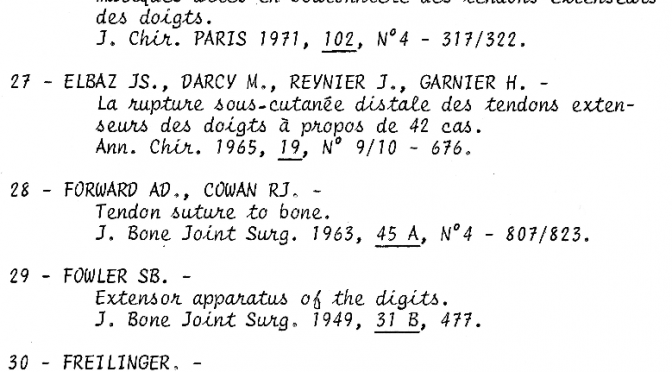 des doigts.
J. Chir. PARIS 1971, 102, N°4 - 317/322.
27 - ELBAZ JS., DARCY M., REYNIER J., GARNIER H. -
La rupture sous-cutanée distale des tendons exten-
seurs des doigts à propos de 42 cas.
Ann. Chir. 1965, 19, N° 9/10 - 676.
28 - FORWARD AD., COWAN RJ. -
Tendon suture to bone.
J. Bone Joint Surg. 1963, 45 A, N°4 - 807/823.
29 - FOWLER SB. -
Extensor apparatus of the digits.
J. Bone Joint Surg. 1949, 31 B, 477.
30 - FREILINGER. -